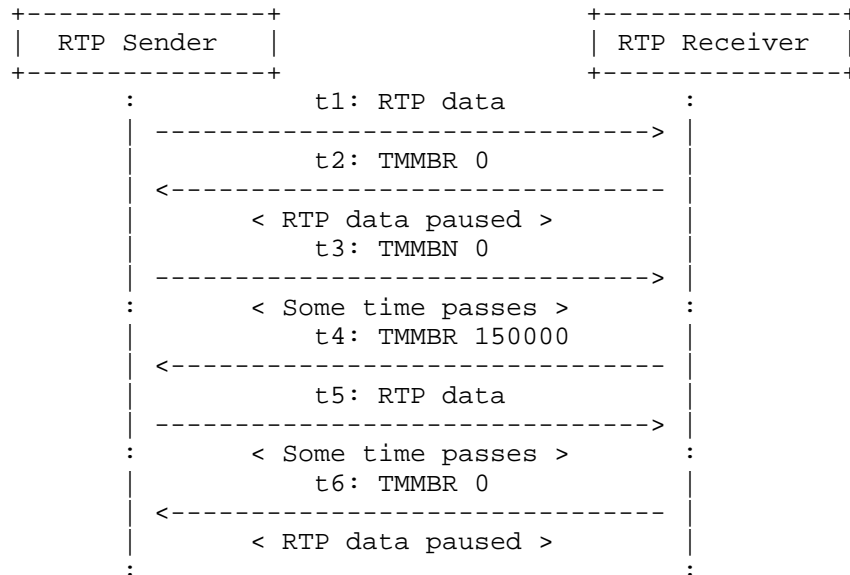 +---------------+                    +---------------+
|  RTP Sender   |                    | RTP Receiver  |
+---------------+                    +---------------+
       :           t1: RTP data           :
       | -------------------------------> |
       |           t2: TMMBR 0            |
       | <------------------------------- |
       |       < RTP data paused >        |
       |           t3: TMMBN 0            |
       | -------------------------------> |
       :       < Some time passes >       :
       |           t4: TMMBR 150000       |
       | <------------------------------- |
       |           t5: RTP data           |
       | -------------------------------> |
       :       < Some time passes >       :
       |           t6: TMMBR 0            |
       | <------------------------------- |
       |       < RTP data paused >        |
       :                                  :